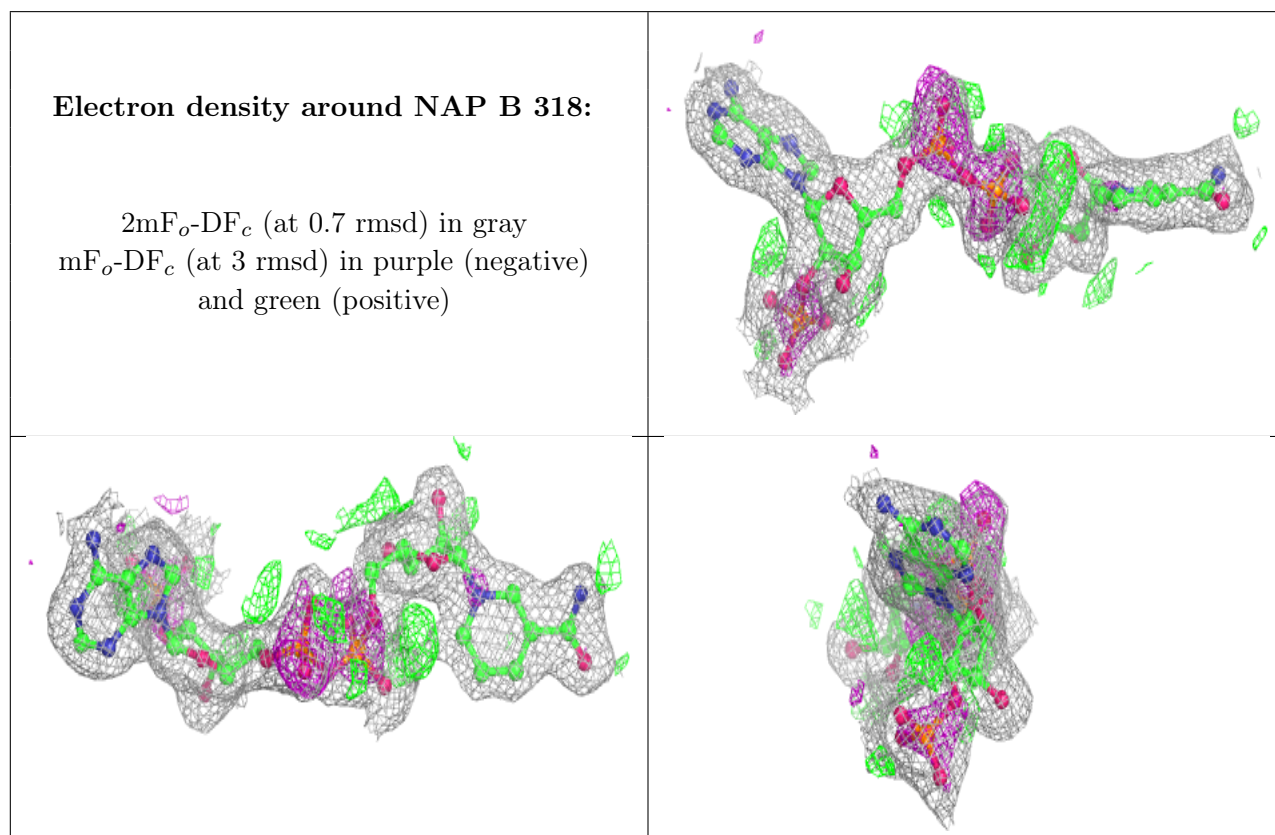 Electron density around NAP B 318:
2mFo-DFc (at 0.7 rmsd) in gray
mFo-DFc (at 3 rmsd) in purple (negative)
and green (positive)